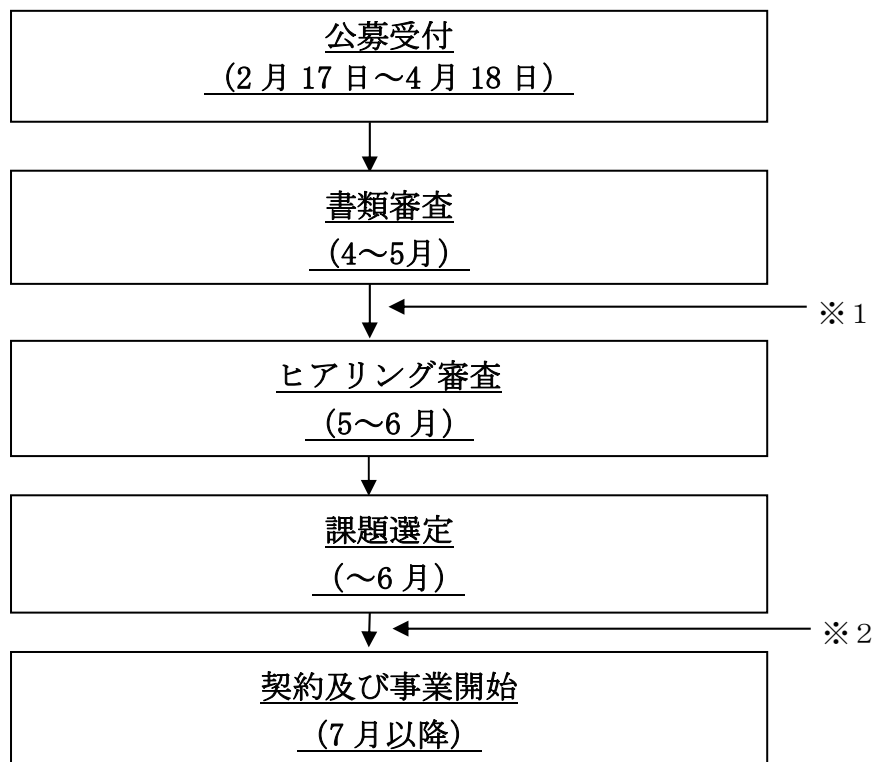 公募受付
（2 月 17 日～4 月 18 日）
書類審査
（4～5月）
※１
ヒアリング審査
（5～6 月）
課題選定
（～6 月）
※２
契約及び事業開始
（7 月以降）